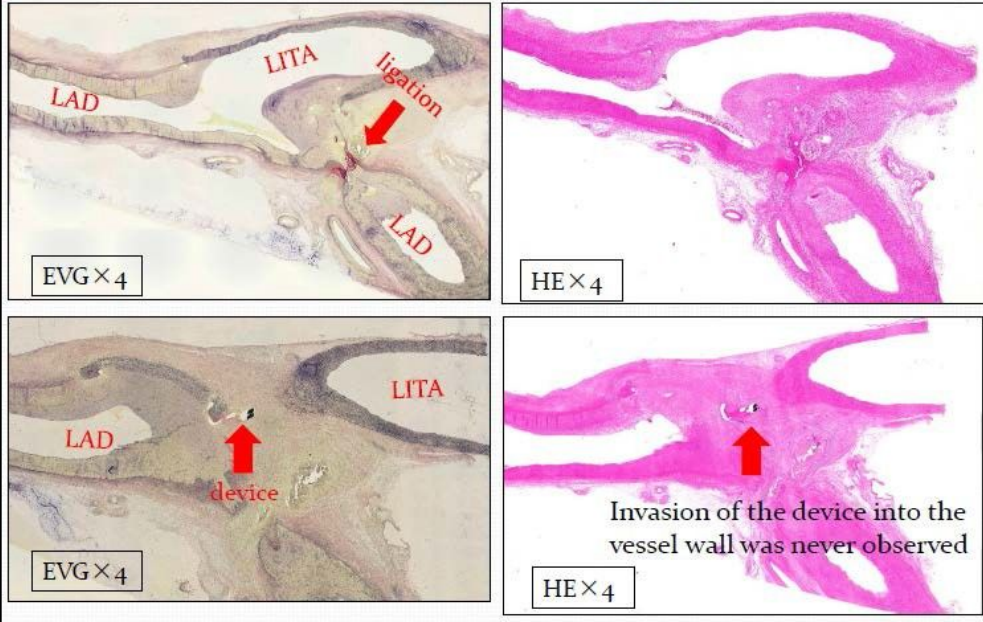 LITA
ligation
LAD
LAD
EVG×4
HE×4
LITA
LAD
device
EVG×4
Invasion of the device into the
vessel wall was never observed
HE×4